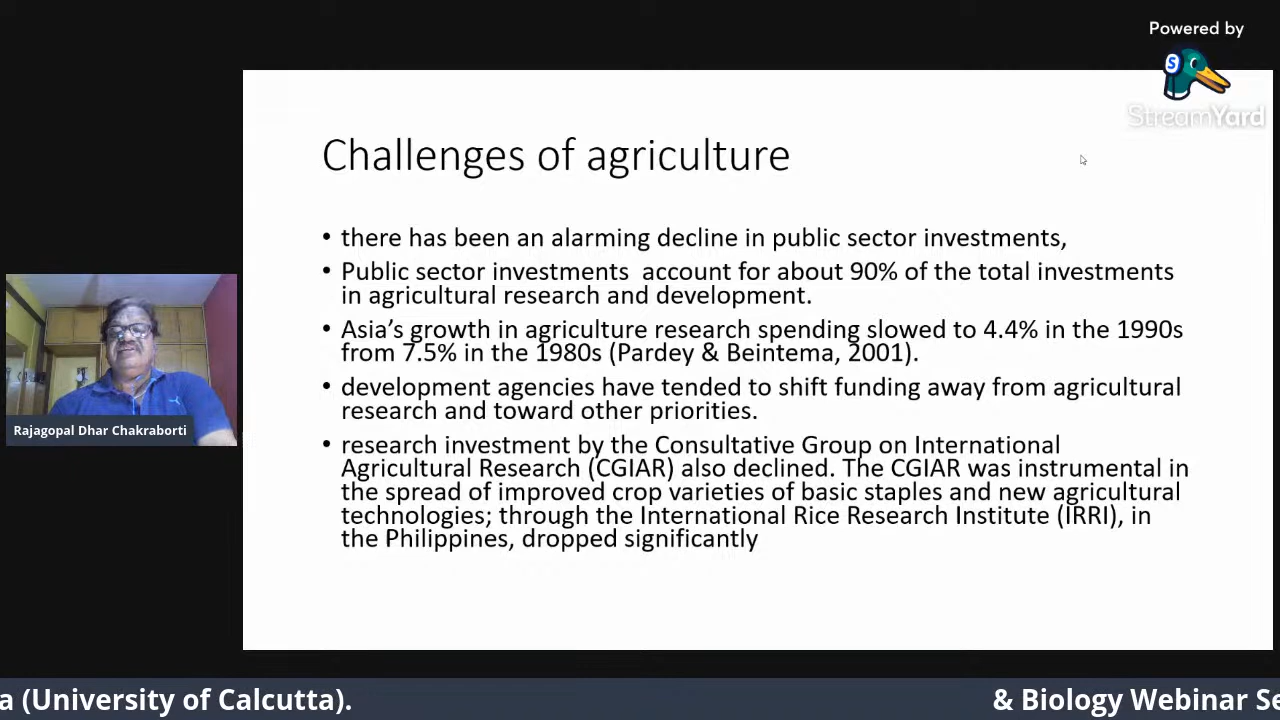 Powered by
S
StreamYard
Challenges of agriculture
• there has been an alarming decline in public sector investments,
• Public sector investments  account for about 90% of the total investments
in agricultural research and development.
• Asia’s growth in agriculture research spending slowed to 4.4% in the 1990s
from 7.5% in the 1980s (Pardey & Beintema, 2001).
• development agencies have tended to shift funding away from agricultural
research and toward other priorities.
• research investment by the Consultative Group on International
Agricultural Research (CGIAR) also declined. The CGIAR was instrumental in
the spread of improved crop varieties of basic staples and new agricultural
technologies; through the International Rice Research Institute (IRRI), in
the Philippines, dropped significantly
Rajagopal Dhar Chakraborti
a (University of Calcutta). & Biology Webinar Se